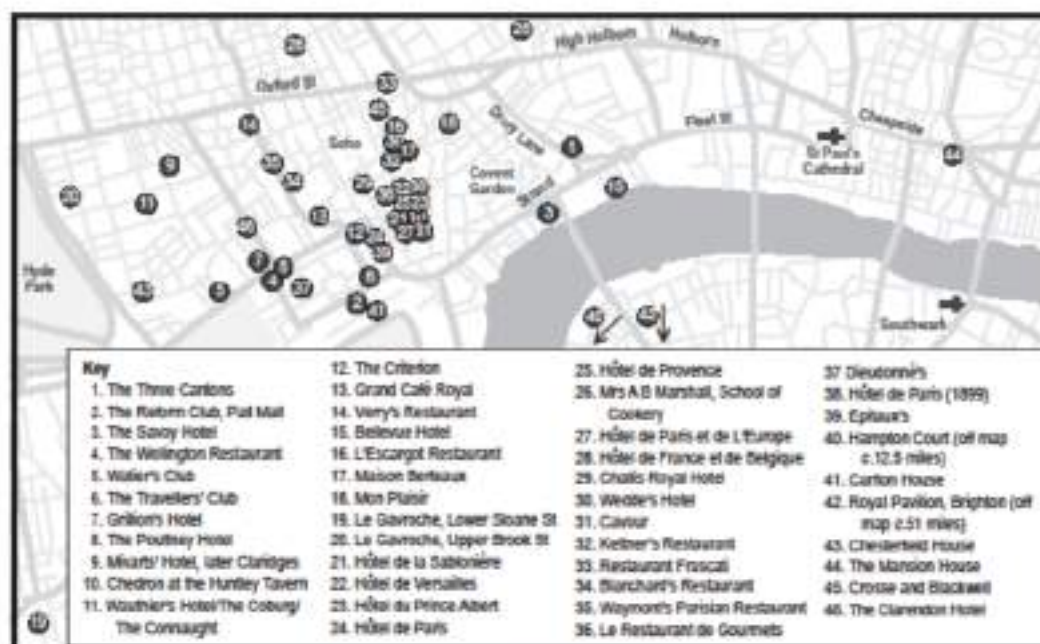 High Holborn
Holborn
Oxford St
Drury Lane
Fleet St
Cheapside
Soho
Covent
Garden
Strand
St Paul's
Cathedral
Hyde
Park
Southwark
Key
1. The Three Cantons
2. The Reform Club, Pall Mall
3. The Savoy Hotel
4. The Wellington Restaurant
5. Watier's Club
6. The Travellers' Club
7. Grillion's Hotel
8. The Poultney Hotel
9. Mivarts' Hotel, later Claridges
10. Chedron at the Huntley Tavern
11. Wauthier's Hotel/The Coburg/
The Connaught
12. The Criterion
13. Grand Café Royal
14. Verry's Restaurant
15. Bellevue Hotel
16. L'Escargot Restaurant
17. Maison Bertaux
18. Mon Plaisir
19. Le Gavroche, Lower Sloane St
20. Le Gavroche, Upper Brook St
21. Hôtel de la Sablonière
22. Hôtel de Versailles
23. Hôtel du Prince Albert
24. Hôtel de Paris
25. Hôtel de Provence
26. Mrs A B Marshall, School of
Cookery
27. Hôtel de Paris et de L'Europe
28. Hôtel de France et de Belgique
29. Challis Royal Hotel
30. Wedde's Hotel
31. Cavour
32. Kettner's Restaurant
33. Restaurant Frascati
34. Blanchard's Restaurant
35. Waymont's Parisian Restaurant
36. Le Restaurant de Gourmets
37 Dieudonné's
38. Hôtel de Paris (1899)
39. Ephaux's
40. Hampton Court (off map
c.12.5 miles)
41. Carlton House
42. Royal Pavilion, Brighton (off
map c.51 miles)
43. Chesterfield House
44. The Mansion House
45. Crosse and Blackwell
46. The Clarendon Hotel